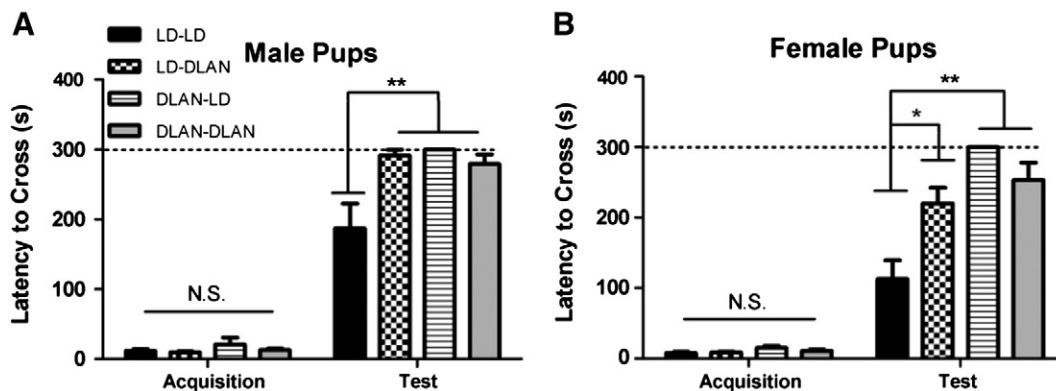 A
LD-LD
LD-DLAN
DLAN-LD
DLAN-DLAN
Male Pups
**
Latency to Cross (s)
400
300
200
100
0
N.S.
Acquisition
Test
B
Female Pups
**
*
Latency to Cross (s)
400
300
200
100
0
N.S.
Acquisition
Test